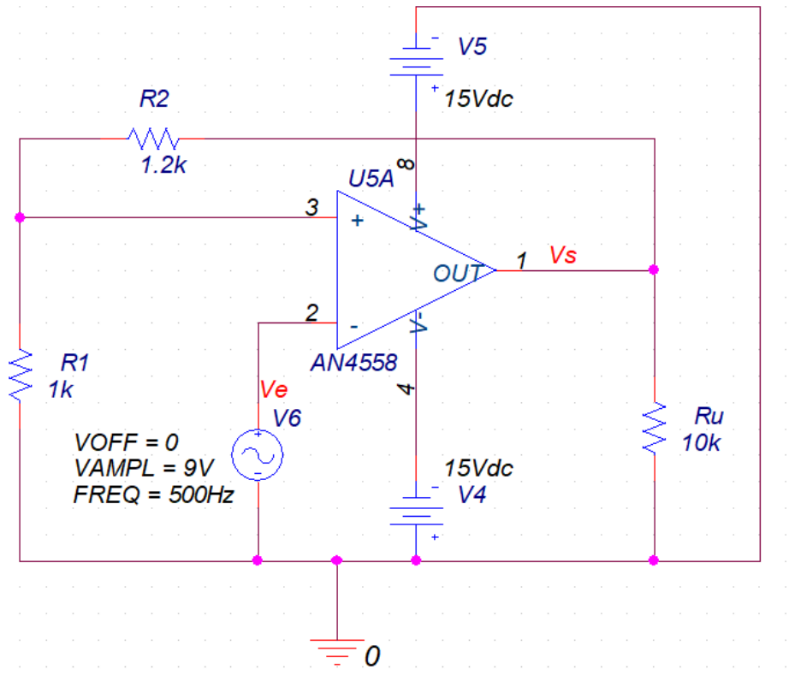 V5
15Vdc
R2
1.2k
8
U5A
3
+
V+
OUT
1
Vs
2
-
V-
AN4558
4
R1
1k
Ve
V6
VOFF = 0
VAMPL = 9V
FREQ = 500Hz
15Vdc
V4
Ru
10k
0